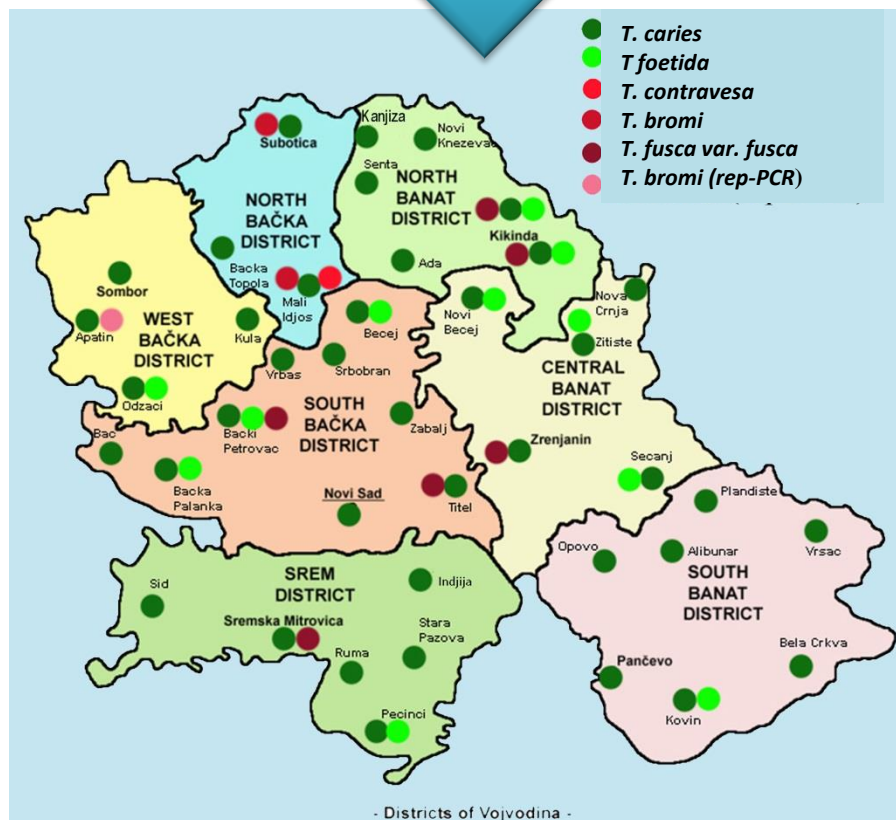 T. caries
T foetida
T. contravesa
T. bromi
T. fusca var. fusca
T. bromi (rep-PCR)
Subotica
Kanjiza
Novi
Knezevac
Senta
NORTH
BAČKA
DISTRICT
NORTH
BANAT
DISTRICT
Kikinda
Backa
Topola
Ada
Mali
Idjos
Sombor
Apatin
WEST
BAČKA
DISTRICT
Kula
Odzaci
Becej
Novi
Becej
Nova
Crnja
Zitiste
CENTRAL
BANAT
DISTRICT
Vrbas
Srbobran
SOUTH
BAČKA
DISTRICT
Backi
Petrovac
Zabalj
Bac
Backa
Palanka
Novi Sad
Titel
Zrenjanin
Secanj
Plandiste
Opovo
Alibunar
Vrsac
SOUTH
BANAT
DISTRICT
SREM
DISTRICT
Indjija
Sid
Sremska Mitrovica
Stara
Pazova
Ruma
Pecinci
Pančevo
Bela Crkva
Kovin
- Districts of Vojvodina -